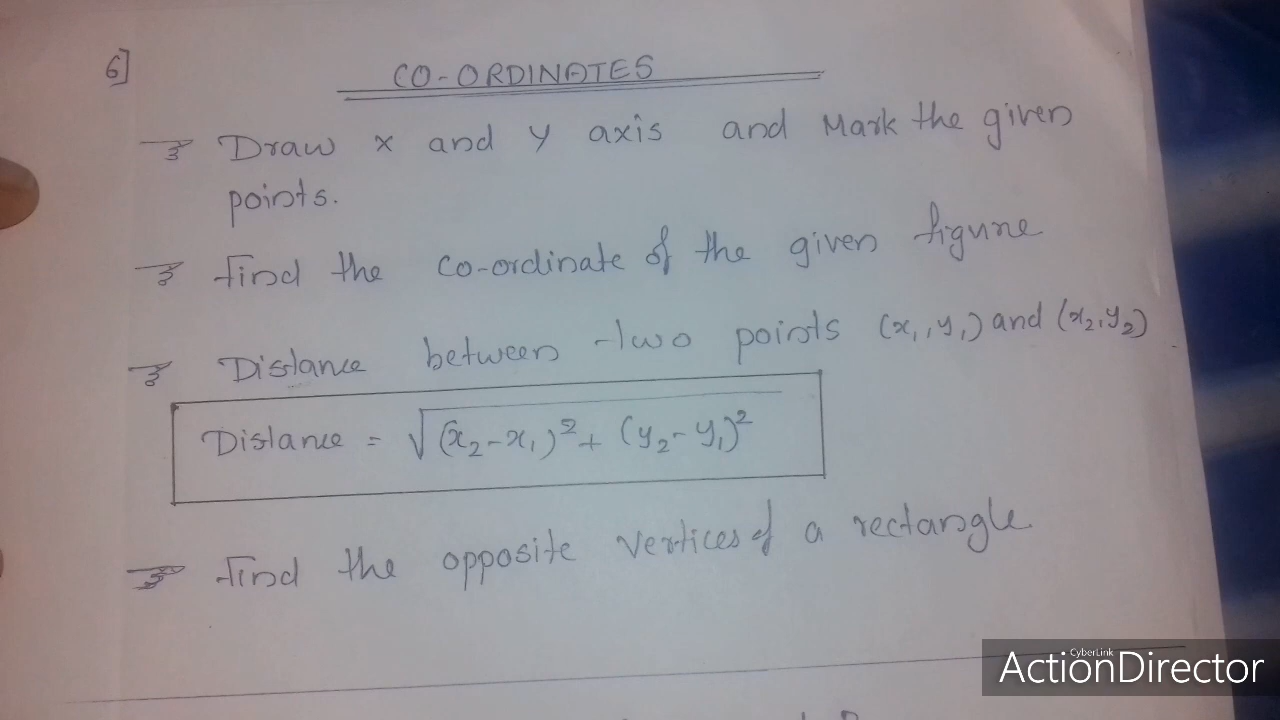 6]
CO-ORDINATES
Draw x and y axis and Mark the given
points.
find the co-ordinate of the given figure
Distance between two points (x₁, y₁) and (x₂, y₂)
Distance = √(x₂-x₁)² + (y₂-y₁)²
find the opposite vertices of a rectangle
CyberLink
ActionDirector